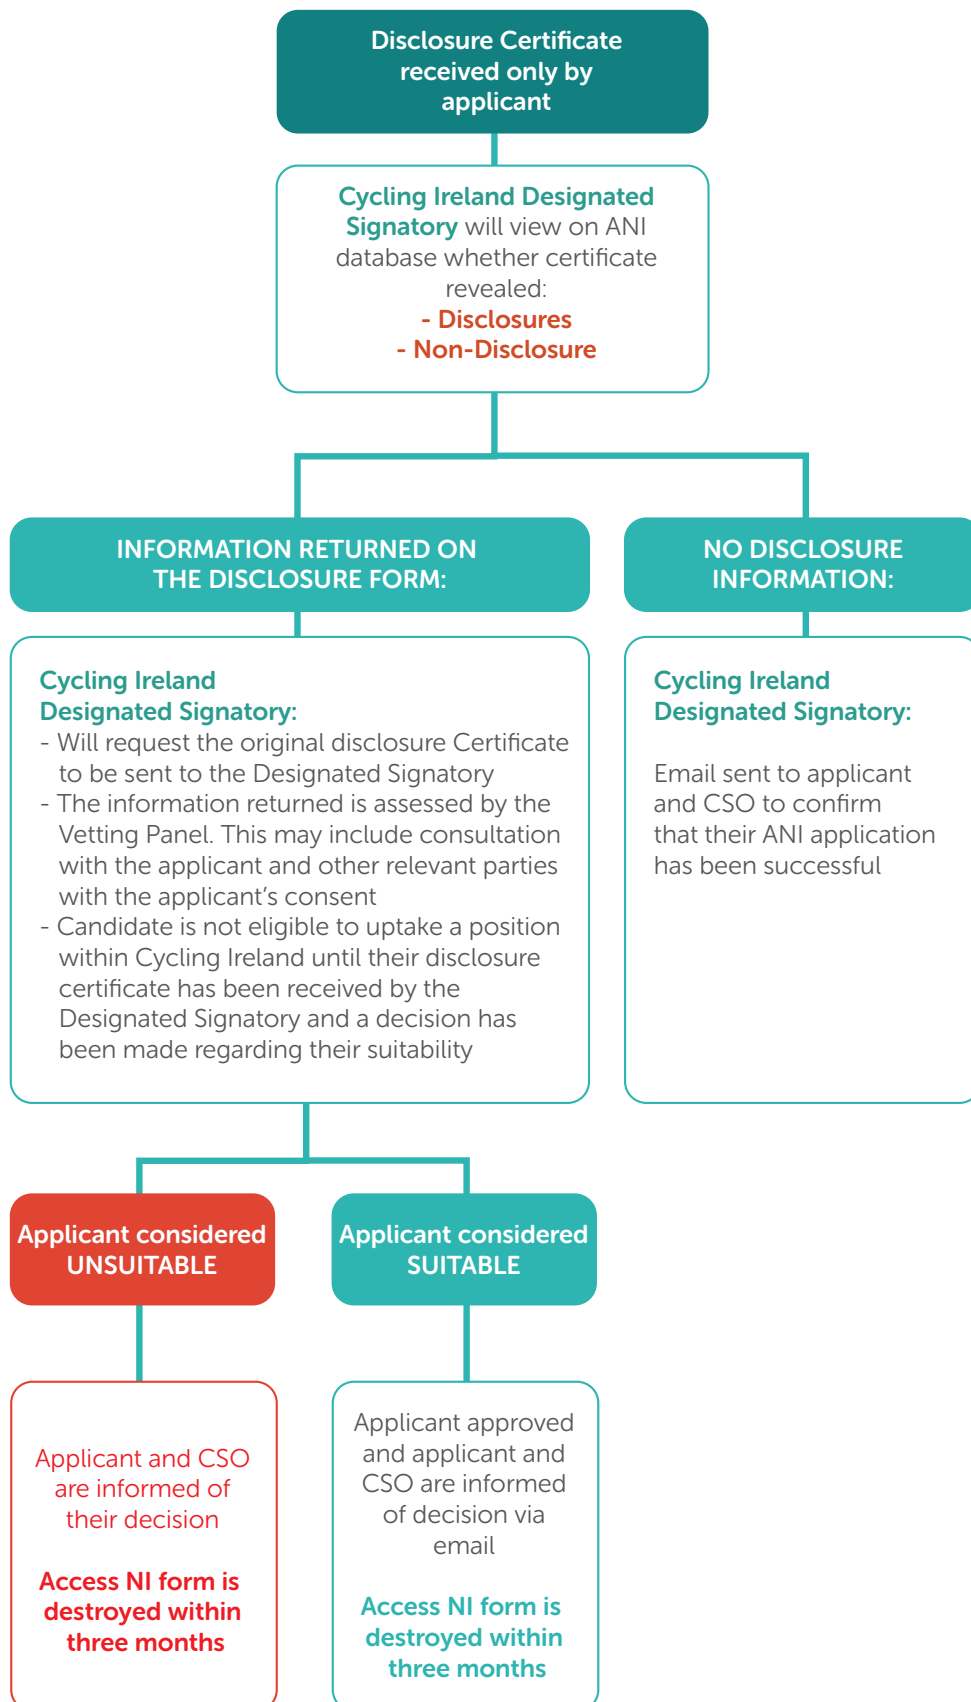 Disclosure Certificate
received only by
applicant
Cycling Ireland Designated
Signatory will view on ANI
database whether certificate
revealed:
- Disclosures
- Non-Disclosure
INFORMATION RETURNED ON
THE DISCLOSURE FORM:
NO DISCLOSURE
INFORMATION:
Cycling Ireland
Designated Signatory:
- Will request the original disclosure Certificate
to be sent to the Designated Signatory
- The information returned is assessed by the
Vetting Panel. This may include consultation
with the applicant and other relevant parties
with the applicant’s consent
- Candidate is not eligible to uptake a position
within Cycling Ireland until their disclosure
certificate has been received by the
Designated Signatory and a decision has
been made regarding their suitability
Cycling Ireland
Designated Signatory:
Email sent to applicant
and CSO to confirm
that their ANI application
has been successful
Applicant considered
UNSUITABLE
Applicant considered
SUITABLE
Applicant and CSO
are informed of
their decision
Access NI form is
destroyed within
three months
Applicant approved
and applicant and
CSO are informed
of decision via
email
Access NI form is
destroyed within
three months